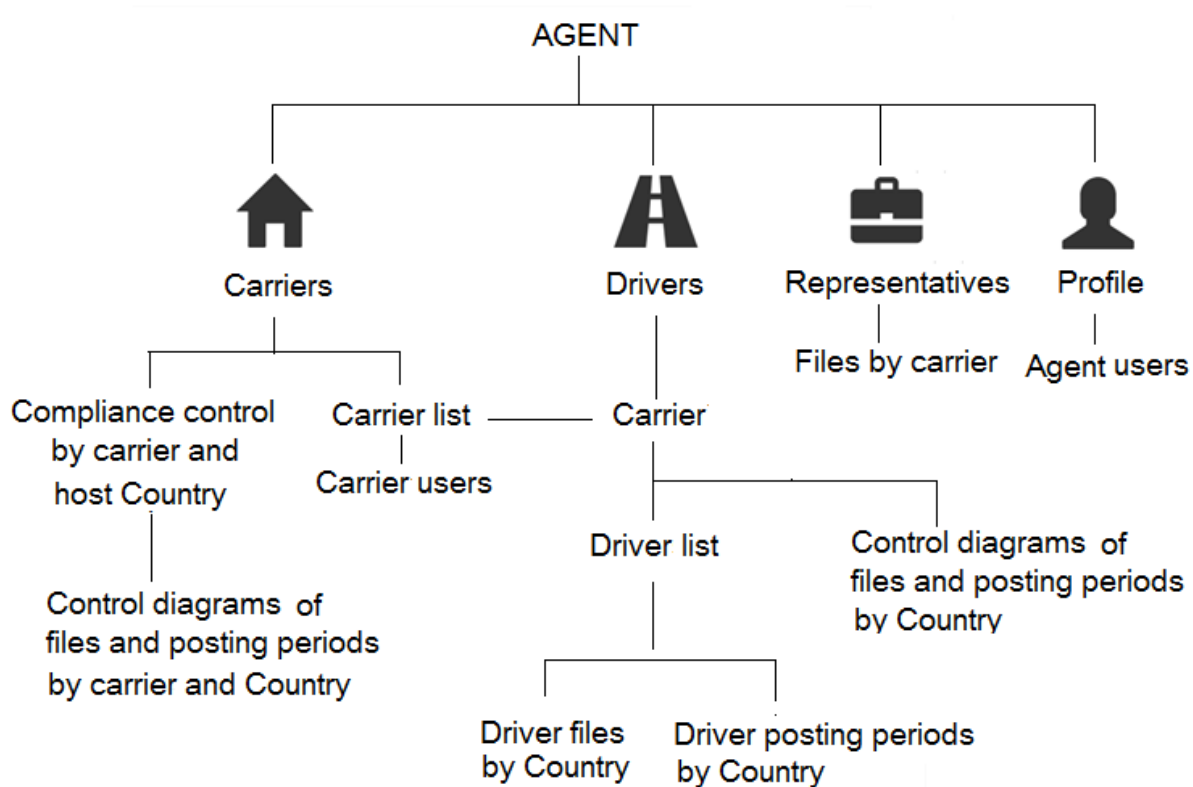 AGENT
Carriers
Drivers
Representatives
Profile
Files by carrier
Agent users
Compliance control
by carrier and
host Country
Carrier list
Carrier
Carrier users
Driver list
Control diagrams of
files and posting periods
by Country
Control diagrams of
files and posting periods
by carrier and Country
Driver files
by Country
Driver posting periods
by Country